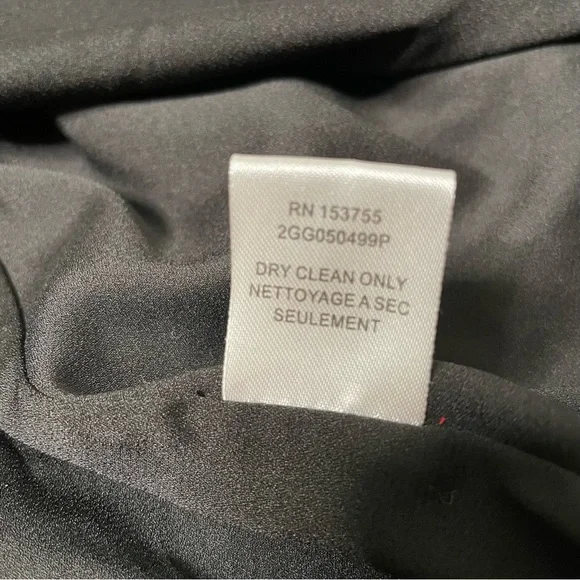 RN 153755
2GG050499P
DRY CLEAN ONLY
NETTOYAGE A SEC
SEULEMENT